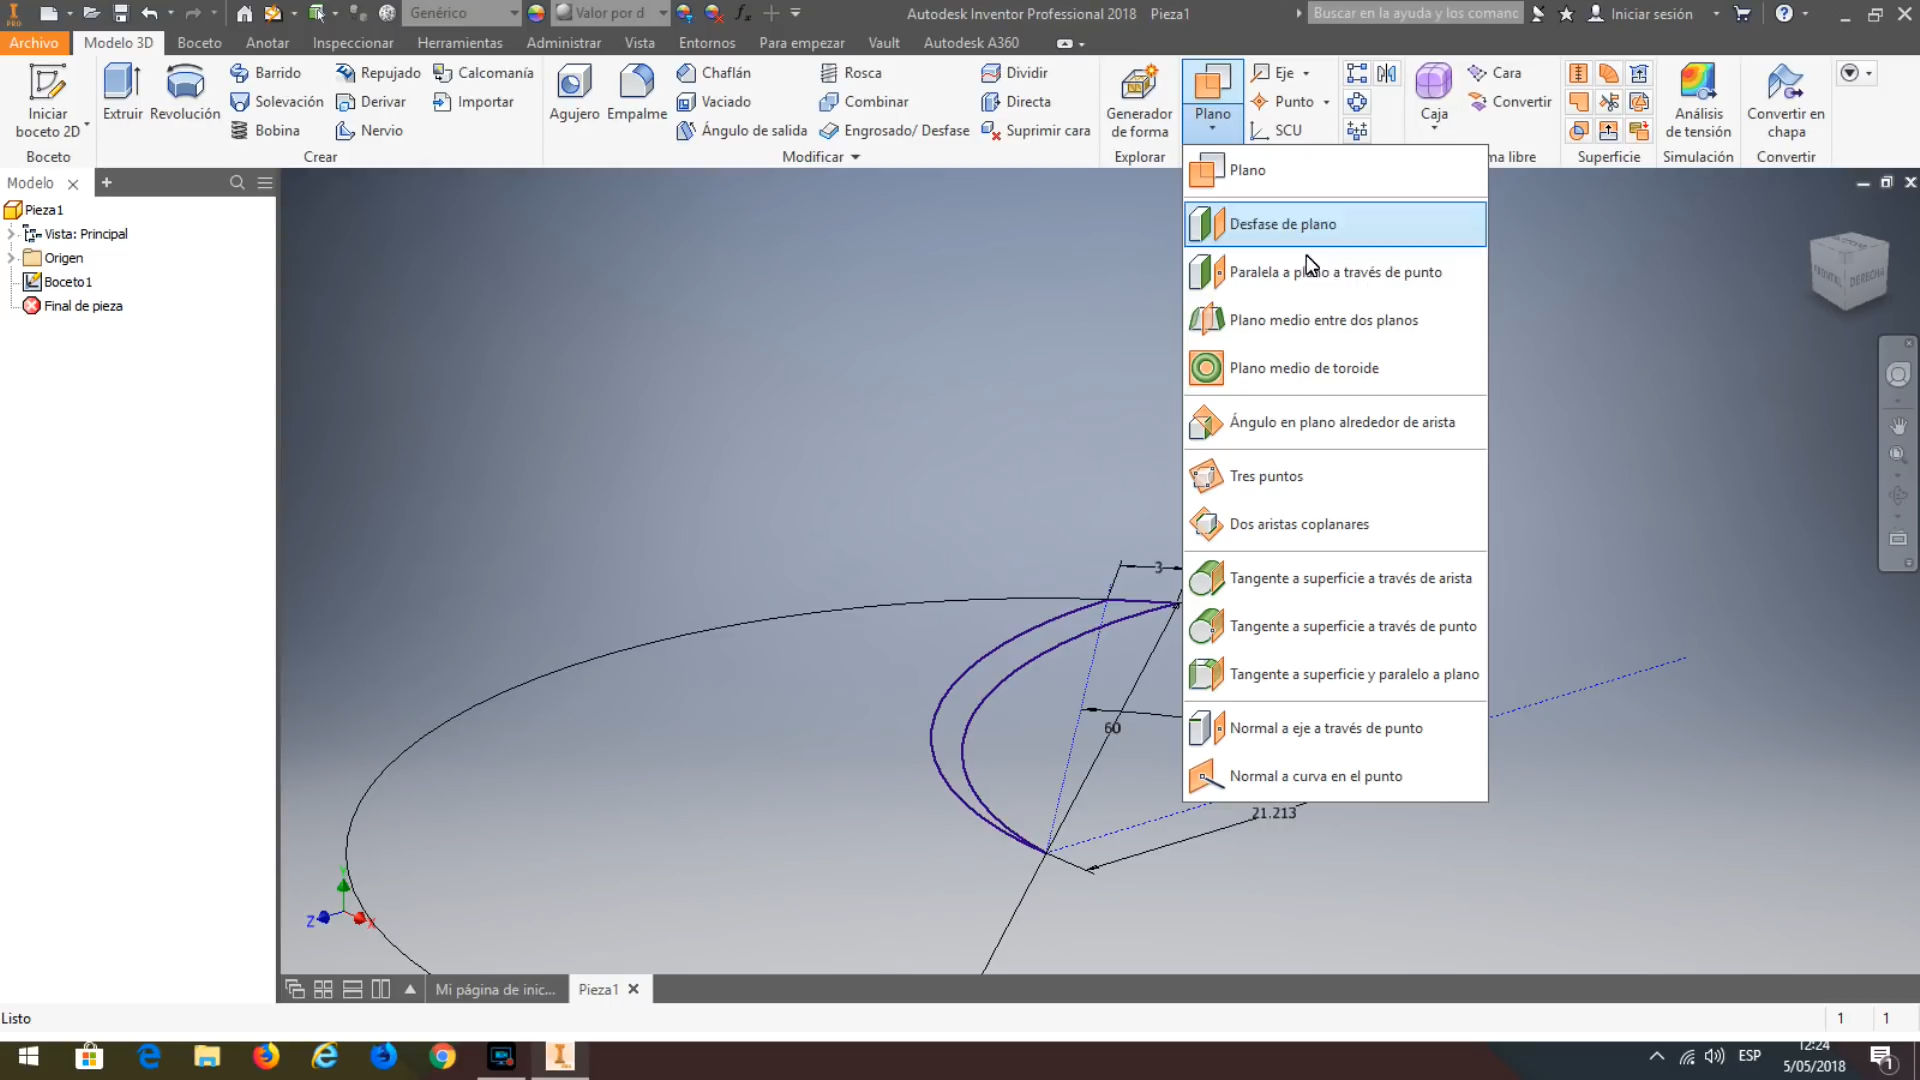 PRO
Genérico
Valor por d
Autodesk Inventor Professional 2018 Pieza1
Buscar en la ayuda y los comanc
Iniciar sesión
Archivo Modelo 3D Boceto Anotar Inspeccionar Herramientas Administrar Vista Entornos Para empezar Vault Autodesk A360
Iniciar
boceto 2D
Boceto
Extruir Revolución
Barrido
Solevación
Bobina
Repujado
Derivar
Nervio
Calcomanía
Importar
Crear
Agujero Empalme
Chaflán
Vaciado
Ángulo de salida
Rosca
Combinar
Engrosado/ Desfase
Dividir
Directa
Suprimir cara
Modificar
Generador
de forma
Explorar
Plano
Eje
Punto
SCU
Caja
Cara
Convertir
ma libre
Superficie
Análisis
de tensión
Simulación
Convertir en
chapa
Convertir
Modelo
Pieza1
Vista: Principal
Origen
Boceto1
Final de pieza
Plano
Desfase de plano
Paralela a plano a través de punto
Plano medio entre dos planos
Plano medio de toroide
Ángulo en plano alrededor de arista
Tres puntos
Dos aristas coplanares
Tangente a superficie a través de arista
Tangente a superficie a través de punto
Tangente a superficie y paralelo a plano
Normal a eje a través de punto
Normal a curva en el punto
FRONTAL
DERECHA
3
60
21.213
Y
Z
X
Mi página de inic...
Pieza1
Listo
1 1
ESP
12:24
5/05/2018
1